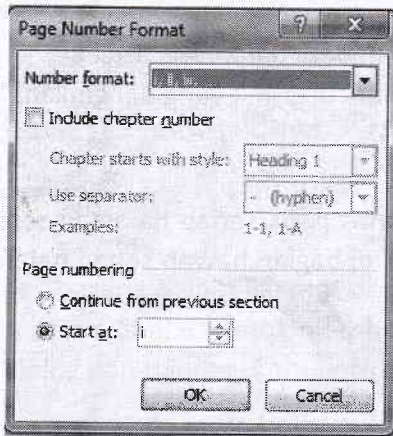 Page Number Format
Number format: i, ii, iii, ...
Include chapter number
Chapter starts with style: Heading 1
Use separator: - (hyphen)
Examples: 1-1, 1-A
Page numbering
Continue from previous section
Start at: i
OK Cancel